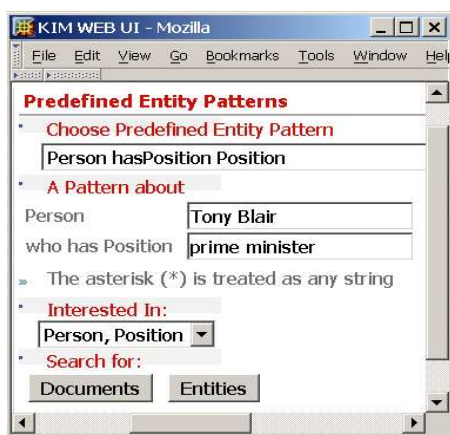 KIM WEB UI - Mozilla
File Edit View Go Bookmarks Tools Window Hel
Predefined Entity Patterns
Choose Predefined Entity Pattern
Person hasPosition Position
A Pattern about
Person Tony Blair
who has Position prime minister
» The asterisk (*) is treated as any string
Interested In:
Person, Position
Search for:
Documents Entities